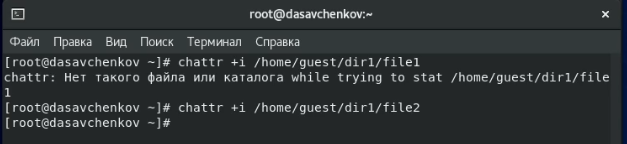 root@dasavchenkov:~
Файл Правка Вид Поиск Терминал Справка
[root@dasavchenkov ~]# chattr +i /home/guest/dir1/file1
chattr: Нет такого файла или каталога while trying to stat /home/guest/dir1/file
1
[root@dasavchenkov ~]# chattr +i /home/guest/dir1/file2
[root@dasavchenkov ~]#